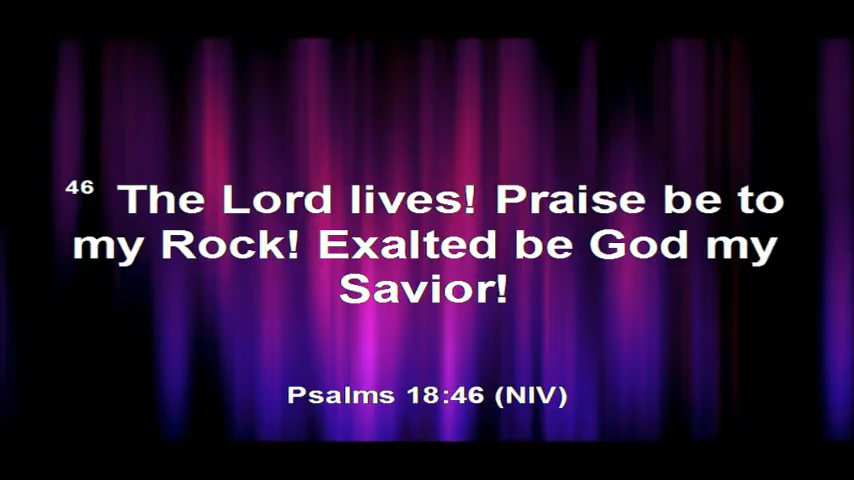 46 The Lord lives! Praise be to
my Rock! Exalted be God my
Savior!
Psalms 18:46 (NIV)